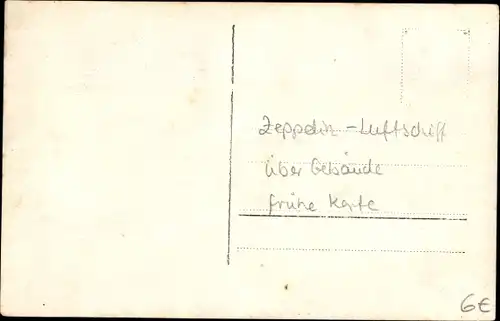 Zeppelin-Luftschiff
über Gebäude
frühe Karte
6€